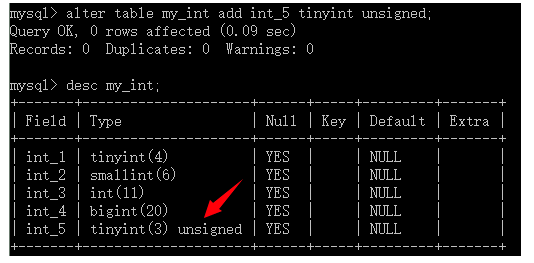 mysql> alter table my_int add int_5 tinyint unsigned;
Query OK, 0 rows affected (0.09 sec)
Records: 0  Duplicates: 0  Warnings: 0
mysql> desc my_int;
+-------+---------------------+------+-----+---------+-------+
| Field | Type                | Null | Key | Default | Extra |
+-------+---------------------+------+-----+---------+-------+
| int_1 | tinyint(4)          | YES  |     | NULL    |       |
| int_2 | smallint(6)         | YES  |     | NULL    |       |
| int_3 | int(11)             | YES  |     | NULL    |       |
| int_4 | bigint(20)          | YES  |     | NULL    |       |
| int_5 | tinyint(3) unsigned | YES  |     | NULL    |       |
+-------+---------------------+------+-----+---------+-------+